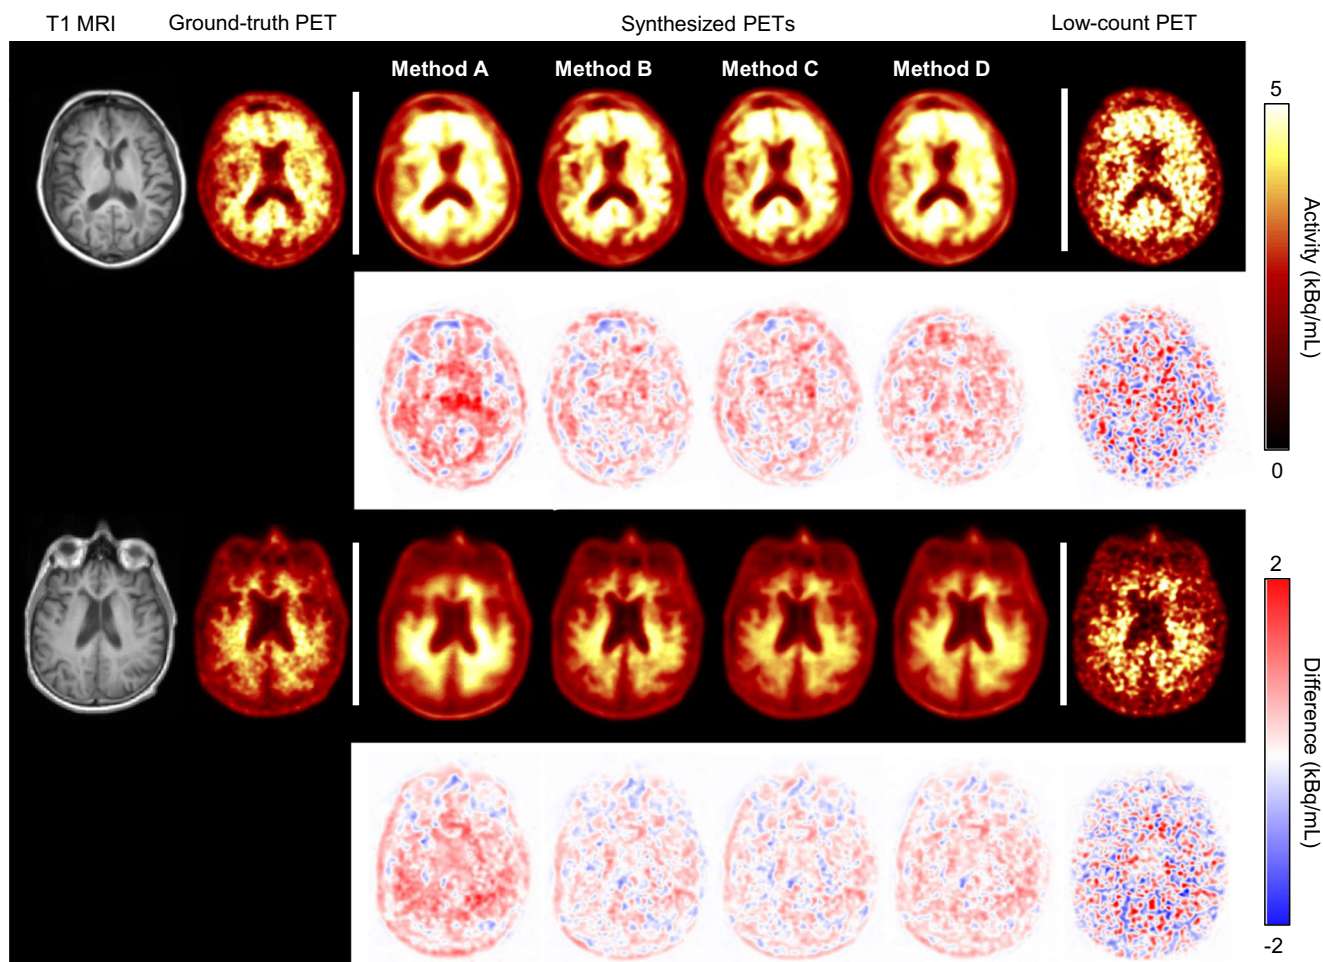 T1 MRI Ground-truth PET Synthesized PETs Low-count PET
Method A Method B Method C Method D
5
Activity (kBq/mL)
0
2
Difference (kBq/mL)
-2